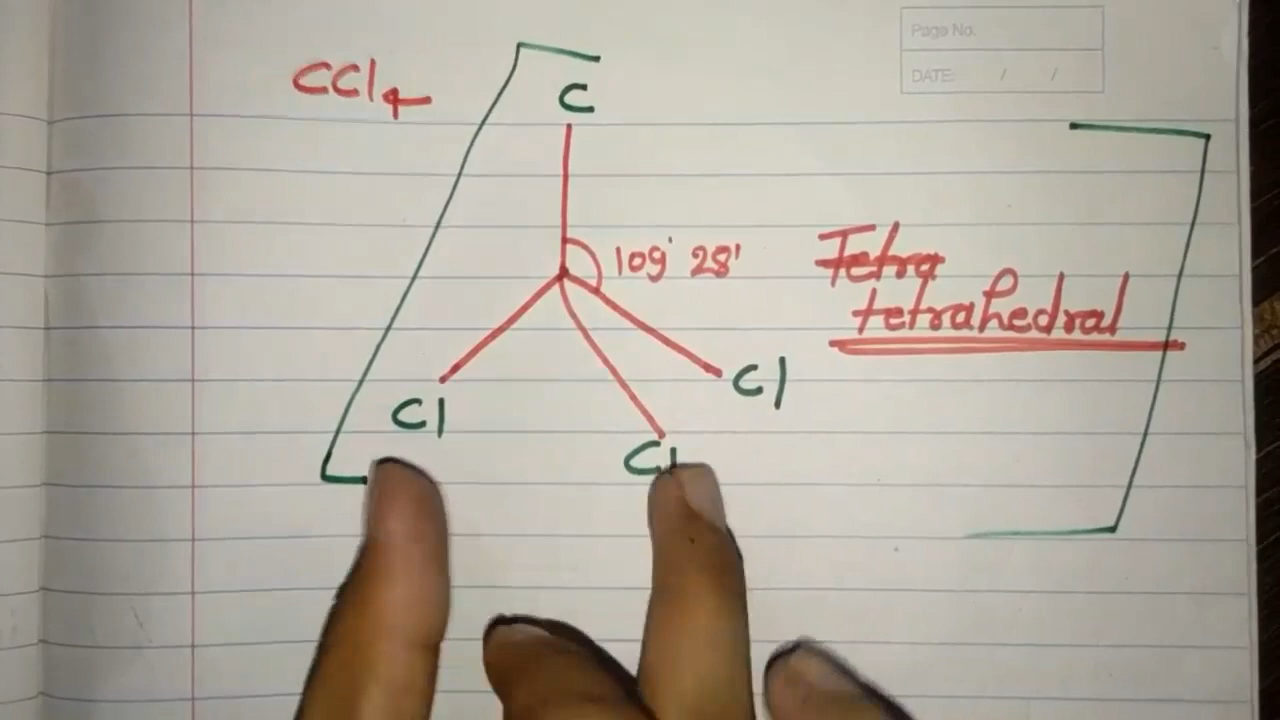 Page No.
DATE: / /
CCl4
C
109° 28'
Tetra
tetrahedral
Cl
Cl
Cl